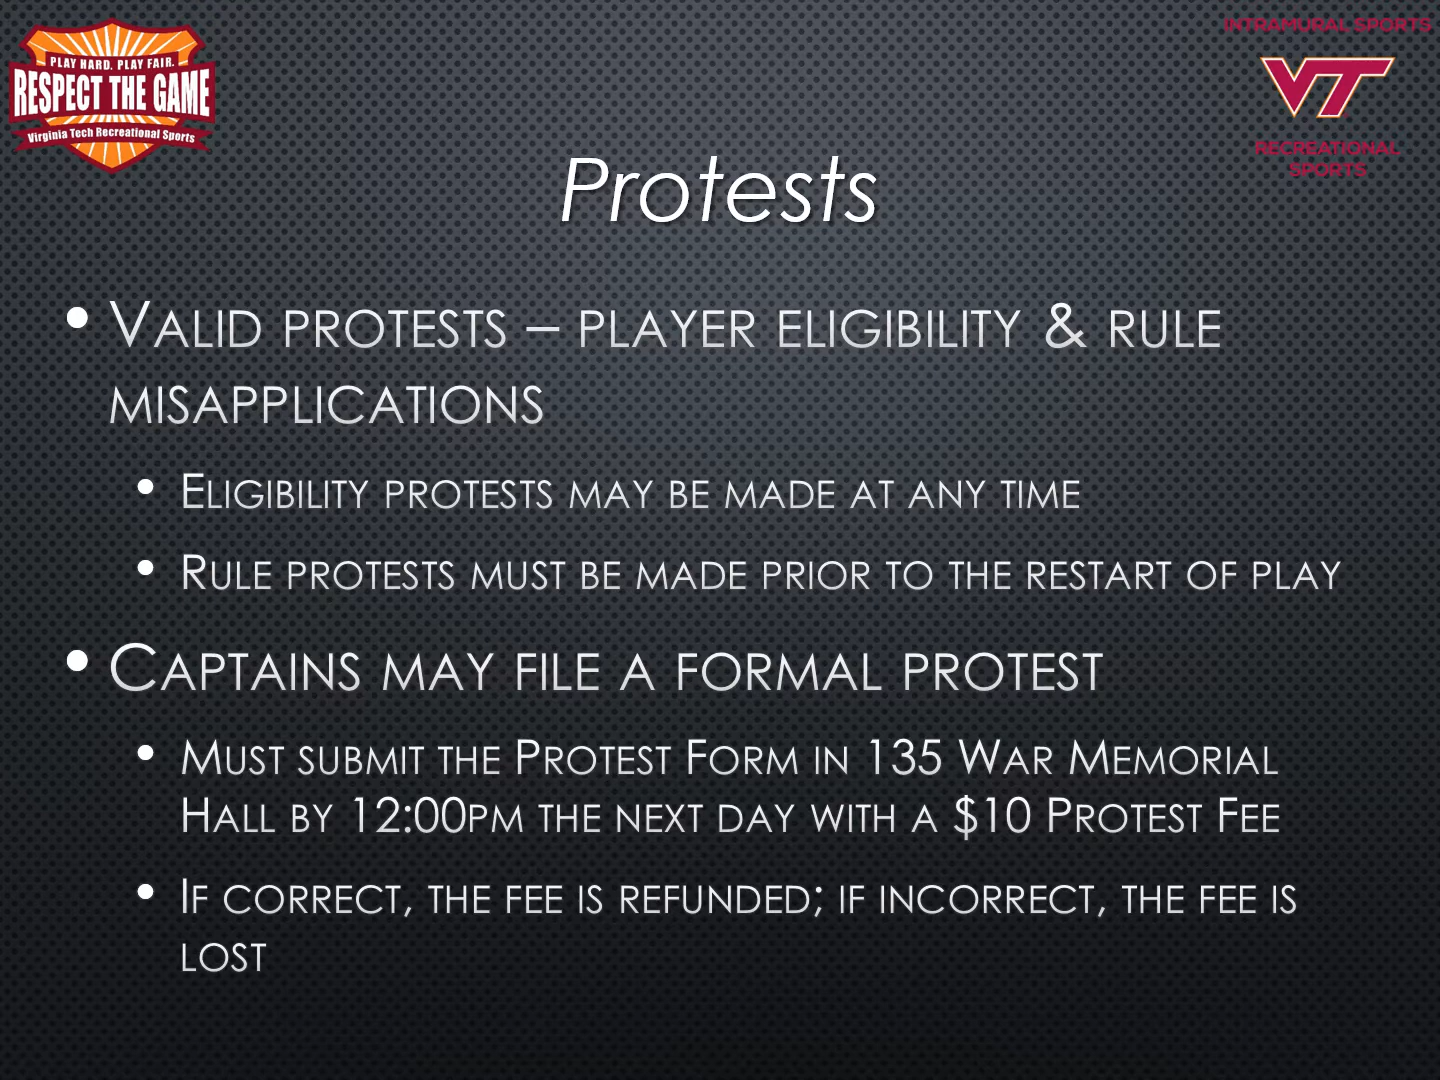 PLAY HARD. PLAY FAIR.
RESPECT THE GAME
Virginia Tech Recreational Sports
INTRAMURAL SPORTS
VT
RECREATIONAL
SPORTS
Protests
• Valid protests – player eligibility & rule
misapplications
• Eligibility protests may be made at any time
• Rule protests must be made prior to the restart of play
• Captains may file a formal protest
• Must submit the Protest Form in 135 War Memorial
Hall by 12:00pm the next day with a $10 Protest Fee
• If correct, the fee is refunded; if incorrect, the fee is
lost